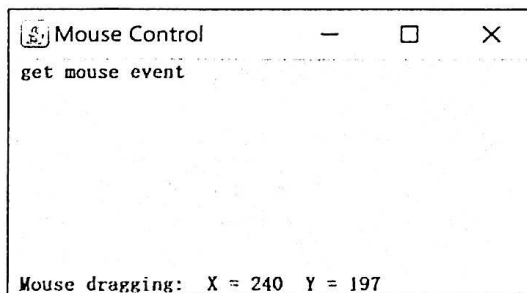 Mouse Control
get mouse event
Mouse dragging: X = 240 Y = 197